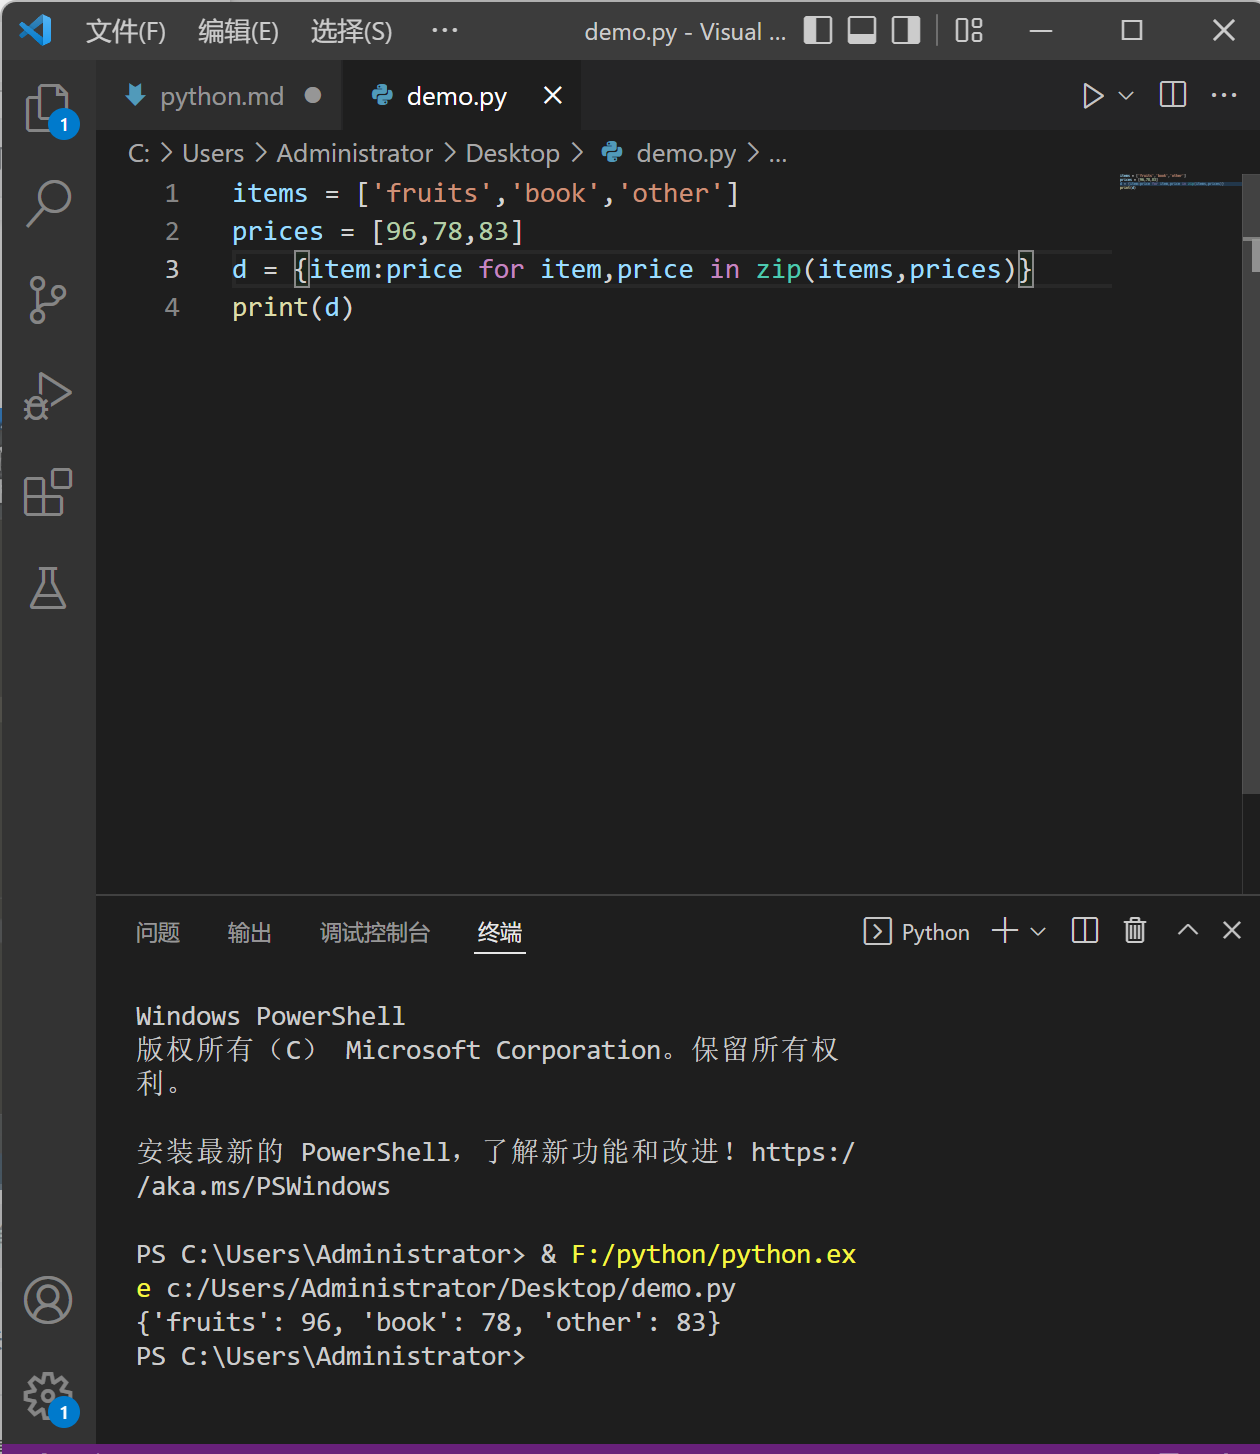 文件(F) 编辑(E) 选择(S) ··· demo.py - Visual ...
1
python.md demo.py
C: > Users > Administrator > Desktop > demo.py > ...
1 items = ['fruits','book','other']
2 prices = [96,78,83]
3 d = {item:price for item,price in zip(items,prices)}
4 print(d)
问题 输出 调试控制台 终端 Python
Windows PowerShell
版权所有（C） Microsoft Corporation。保留所有权
利。
安装最新的 PowerShell，了解新功能和改进！https:/
/aka.ms/PSWindows
PS C:\Users\Administrator> & F:/python/python.ex
e c:/Users/Administrator/Desktop/demo.py
{'fruits': 96, 'book': 78, 'other': 83}
PS C:\Users\Administrator>
1